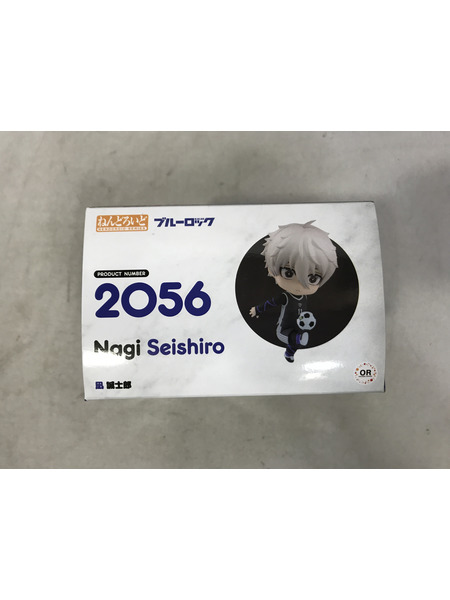 ねんどろいど ブルーロック
NENDOROID SERIES
PRODUCT NUMBER
2056
Nagi Seishiro
凪 誠士郎
OR